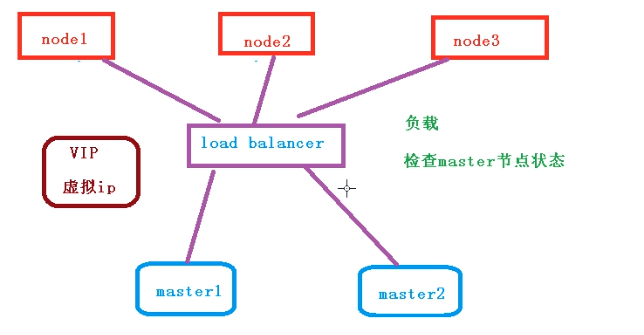 node1
node2
node3
负载
load balancer
VIP
检查master节点状态
虚拟ip
master1
master2